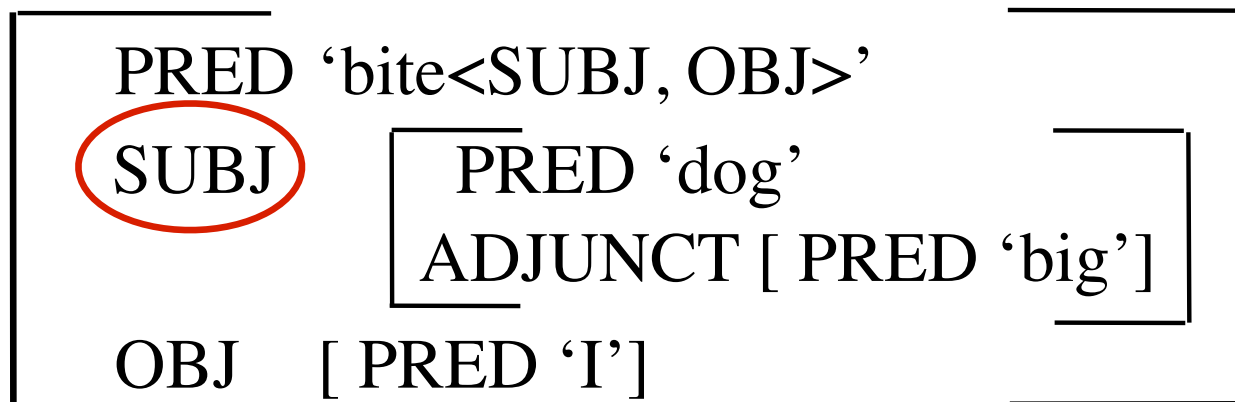 PRED ‘bite<SUBJ, OBJ>’
SUBJ PRED ‘dog’
ADJUNCT [ PRED ‘big’]
OBJ [ PRED ‘I’]